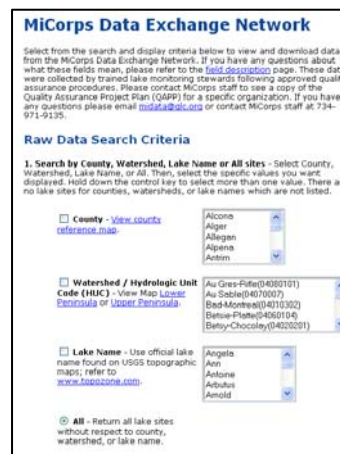 MiCorps Data Exchange Network
Select from the search and display criteria below to view and download data
from the MiCorps Data Exchange Network. If you have any questions about
what these fields mean, please refer to the field description page. These dat
were collected by trained lake monitoring stewards following approved qualit
assurance procedures. Please contact MiCorps staff to see a copy of the
Quality Assurance Project Plan (QAPP) for a specific organization. If you have
any questions please email midata@glc.org or contact MiCorps staff at 734-
971-9135.
Raw Data Search Criteria
1. Search by County, Watershed, Lake Name or All sites - Select County,
Watershed, Lake Name, or All. Then, select the specific values you want
displayed. Hold down the control key to select more than one value. There a
no lake sites for counties, watersheds, or lake names which are not listed.
County - View county
reference map.
Alcona
Alger
Allegan
Alpena
Antrim
Watershed / Hydrologic Unit
Code (HUC) - View Map Lower
Peninsula or Upper Peninsula.
Au Gres-Rifle(04080101)
Au Sable(04070007)
Bad-Montreal(04010302)
Betsie-Platte(04060104)
Betsy-Chocolay(04020201)
Lake Name - Use official lake
name found on USGS topographic
maps; refer to
www.topozone.com.
Angela
Ann
Antoine
Arbutus
Arnold
All - Return all lake sites
without respect to county,
watershed, or lake name.